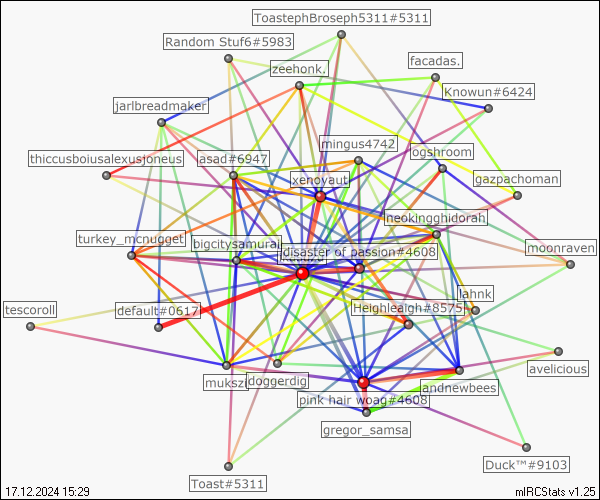 ToastephBroseph5311#5311
Random Stuf6#5983
zeehonk.
facadas.
Knowun#6424
jarlbreadmaker
mingus4742
ogshroom
thiccusboiusalexusjoneus
asad#6947
xenovaut
gazpachoman
neokingghidorah
turkey_mcnugget
bigcitysamurai
disaster of passion#4608
moonraven
lahnk
tescoroll
default#0617
Heighleaigh#8575
avelicious
mukszi
doggerdig
andnewbees
pink hair woag#4608
gregor_samsa
Duck™#9103
Toast#5311
17.12.2024 15:29
mIRCStats v1.25